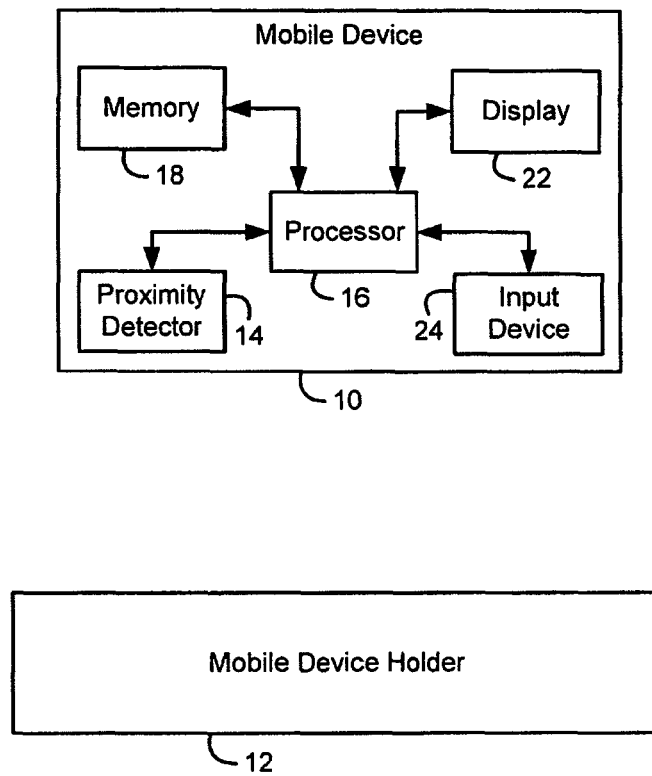 Mobile Device
Memory
Display
18
22
Processor
16
Proximity
Detector
14
24
Input
Device
10
Mobile Device Holder
12